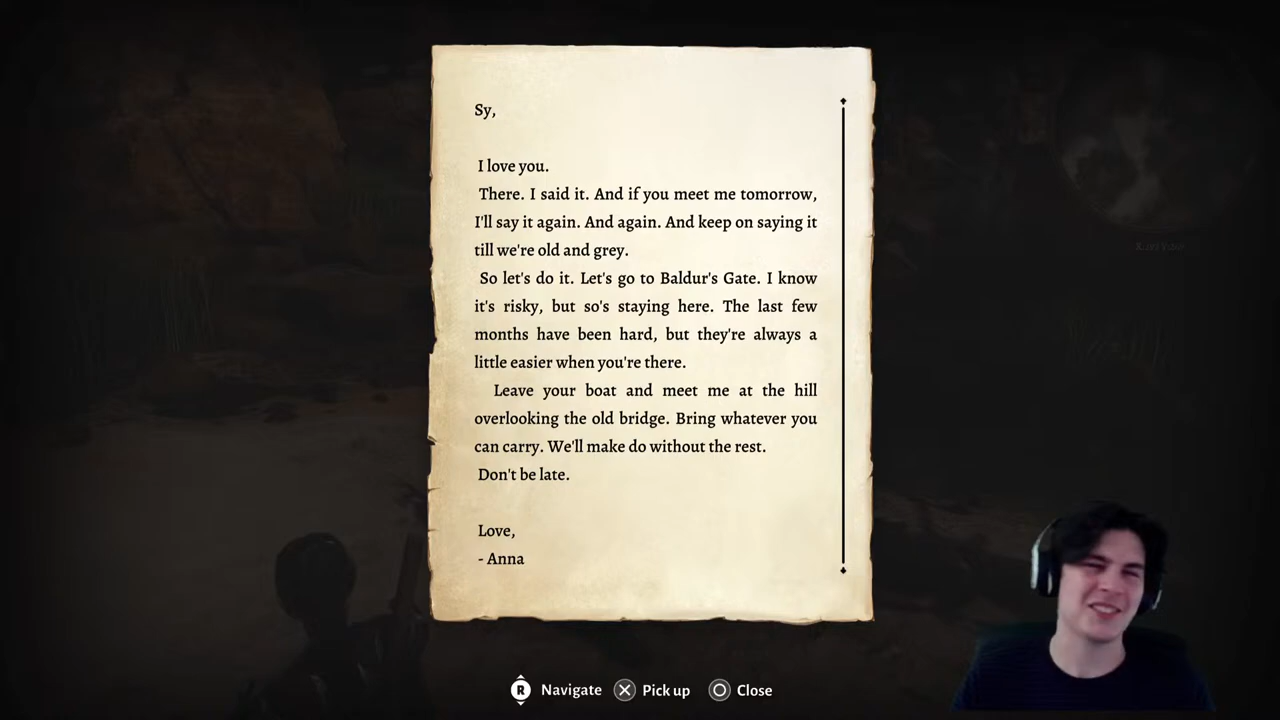 Sy,
I love you.
There. I said it. And if you meet me tomorrow,
I'll say it again. And again. And keep on saying it
till we're old and grey.
So let's do it. Let's go to Baldur's Gate. I know
it's risky, but so's staying here. The last few
months have been hard, but they're always a
little easier when you're there.
Leave your boat and meet me at the hill
overlooking the old bridge. Bring whatever you
can carry. We'll make do without the rest.
Don't be late.
Love,
- Anna
R Navigate X Pick up O Close